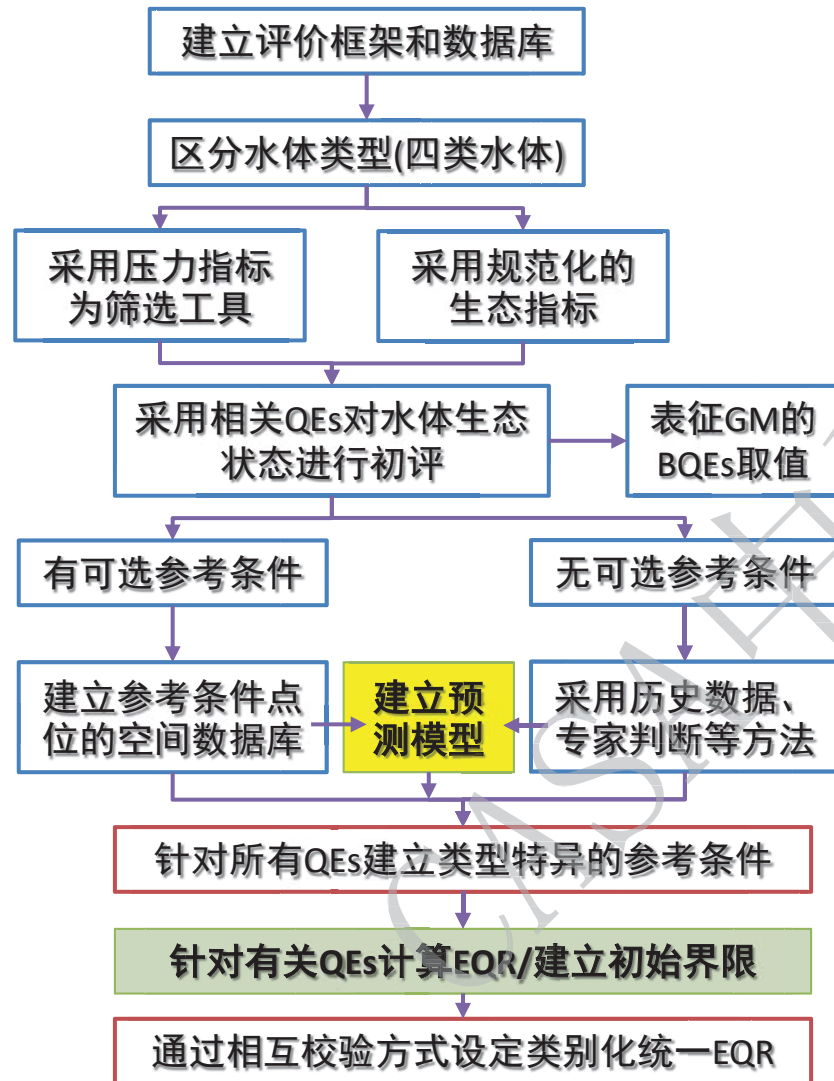 建立评价框架和数据库
区分水体类型(四类水体)
采用压力指标
为筛选工具
采用规范化的
生态指标
采用相关QEs对水体生态
状态进行初评
表征GM的
BQEs取值
有可选参考条件
无可选参考条件
建立参考条件点
位的空间数据库
建立预
测模型
采用历史数据、
专家判断等方法
针对所有QEs建立类型特异的参考条件
针对有关QEs计算EQR/建立初始界限
通过相互校验方式设定类别化统一EQR
CASA中